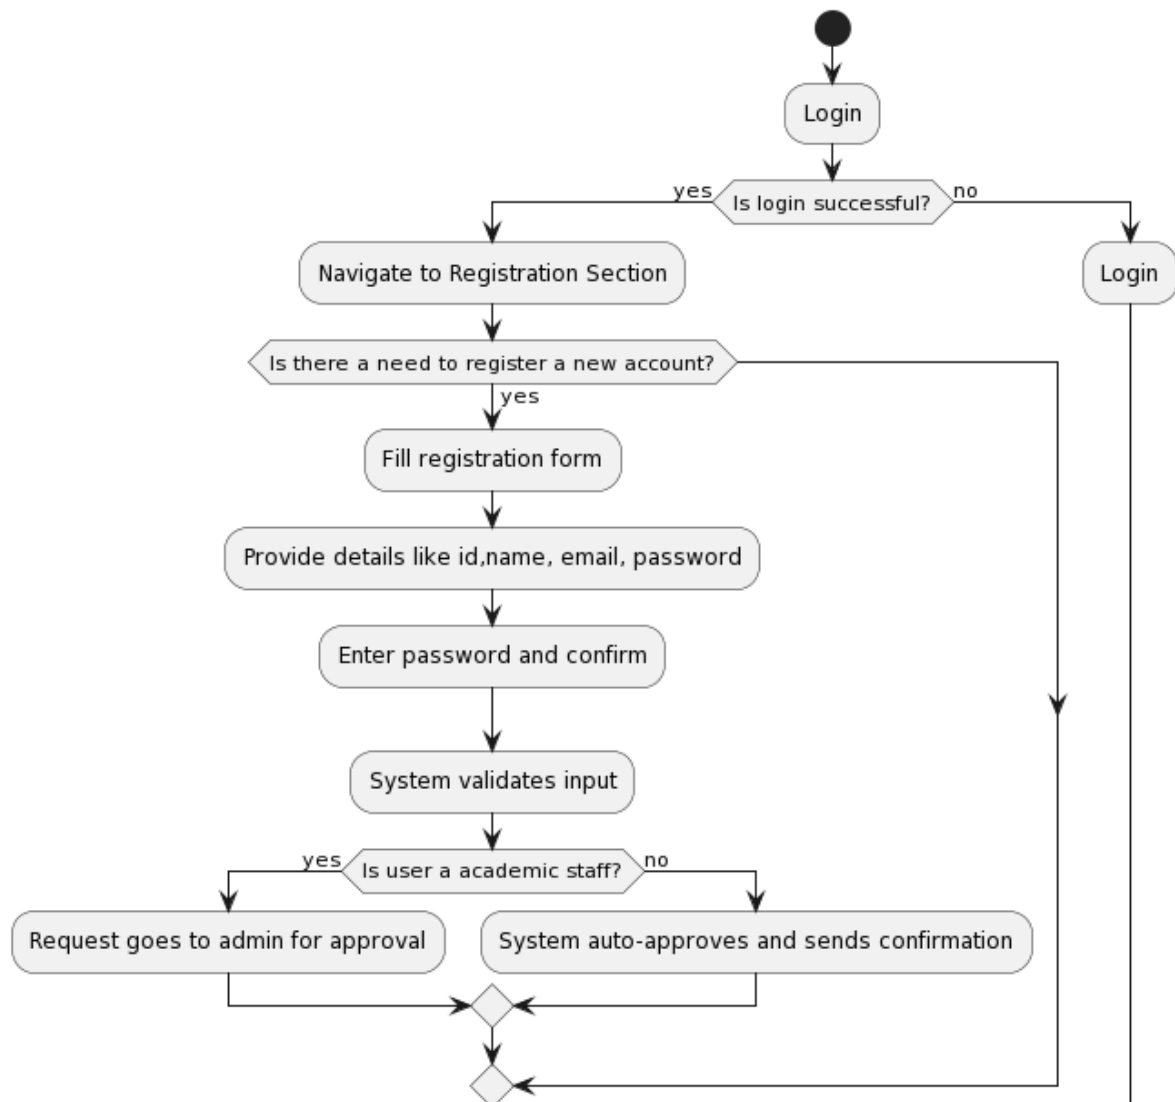 Login
yes
Is login successful?
no
Navigate to Registration Section
Login
Is there a need to register a new account?
yes
Fill registration form
Provide details like id,name, email, password
Enter password and confirm
System validates input
yes
Is user a academic staff?
no
Request goes to admin for approval
System auto-approves and sends confirmation